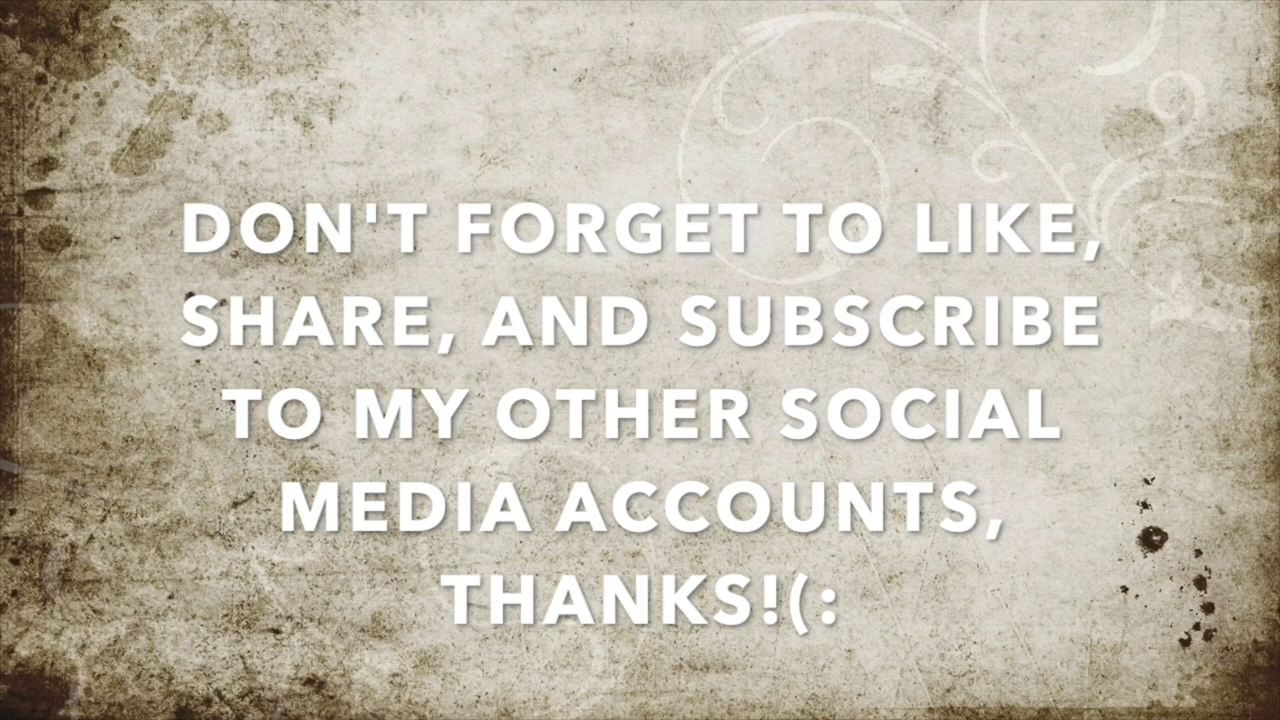 DON'T FORGET TO LIKE,
SHARE, AND SUBSCRIBE
TO MY OTHER SOCIAL
MEDIA ACCOUNTS,
THANKS!(: